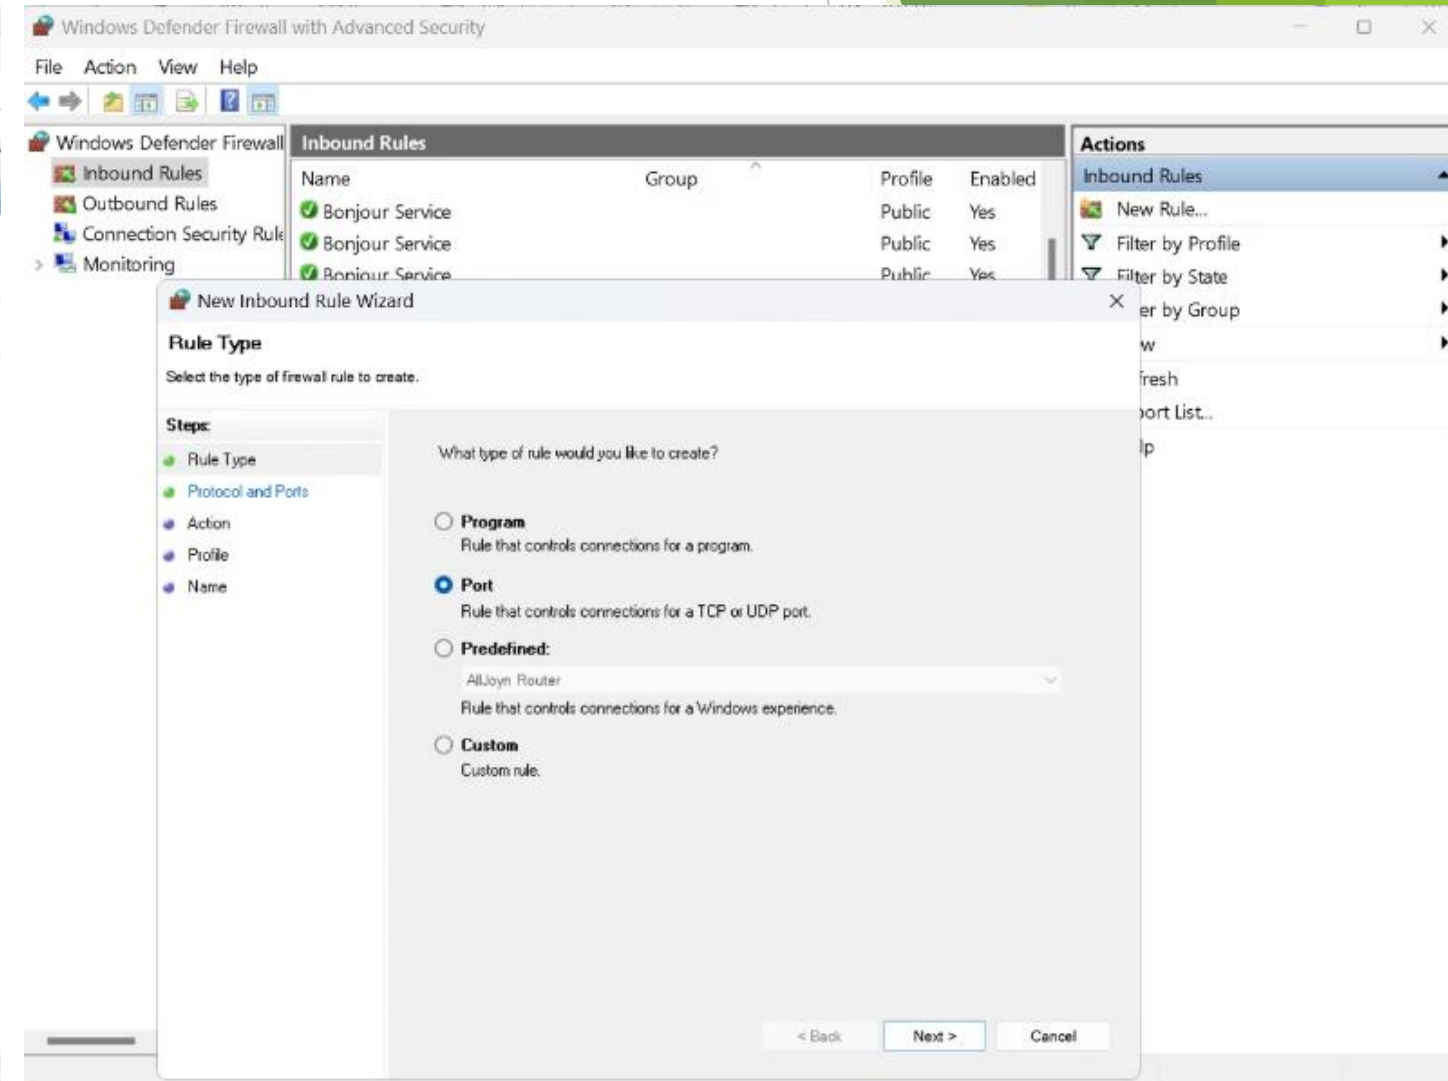 Windows Defender Firewall with Advanced Security
File Action View Help
Windows Defender Firewall
Inbound Rules
Outbound Rules
Connection Security Rule
Monitoring
Inbound Rules
Name Group Profile Enabled
Bonjour Service Public Yes
Bonjour Service Public Yes
Bonjour Service Public Yes
Actions
Inbound Rules
New Rule...
Filter by Profile
Filter by State
er by Group
w
fresh
port List...
lp
New Inbound Rule Wizard
Rule Type
Select the type of firewall rule to create.
Steps:
Rule Type
Protocol and Ports
Action
Profile
Name
What type of rule would you like to create?
Program
Rule that controls connections for a program.
Port
Rule that controls connections for a TCP or UDP port.
Predefined:
AllJoyn Router
Rule that controls connections for a Windows experience.
Custom
Custom rule.
< Back Next > Cancel